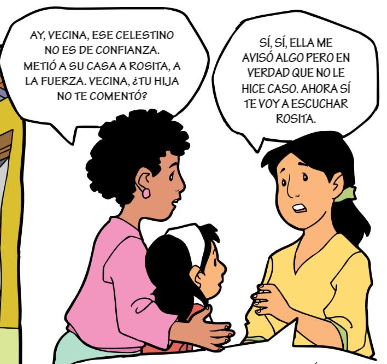 AY, VECINA, ESE CELESTINO
NO ES DE CONFIANZA.
METIÓ A SU CASA A ROSITA, A
LA FUERZA. VECINA, ¿TU HIJA
NO TE COMENTÓ?
SÍ, SÍ, ELLA ME
AVISÓ ALGO PERO EN
VERDAD QUE NO LE
HICE CASO. AHORA SÍ
TE VOY A ESCUCHAR
ROSITA.